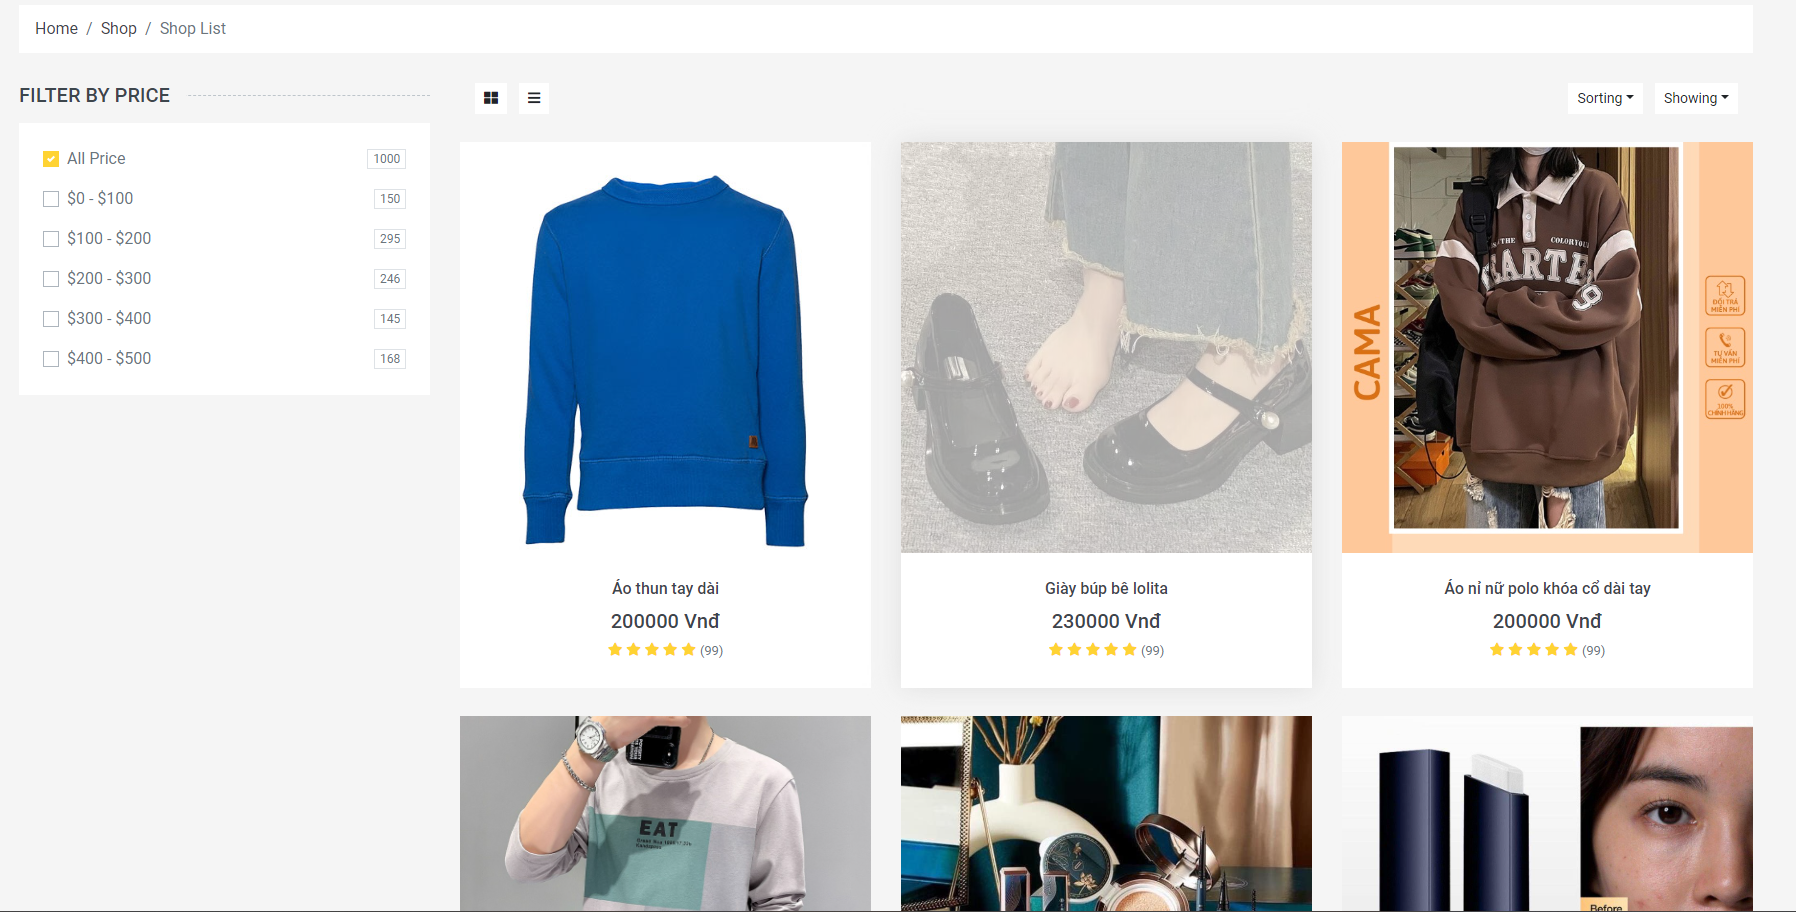 Home / Shop / Shop List
FILTER BY PRICE
All Price 1000
$0 - $100 150
$100 - $200 295
$200 - $300 246
$300 - $400 145
$400 - $500 168
Sorting
Showing
CAMA
COLORYOU
EARTE
9
ĐỔI TRẢ
MIỄN PHÍ
TƯ VẤN
MIỄN PHÍ
100%
CHÍNH HÃNG
Áo thun tay dài
200000 Vnđ
(99)
Giày búp bê lolita
230000 Vnđ
(99)
Áo nỉ nữ polo khóa cổ dài tay
200000 Vnđ
(99)
EAT
Before